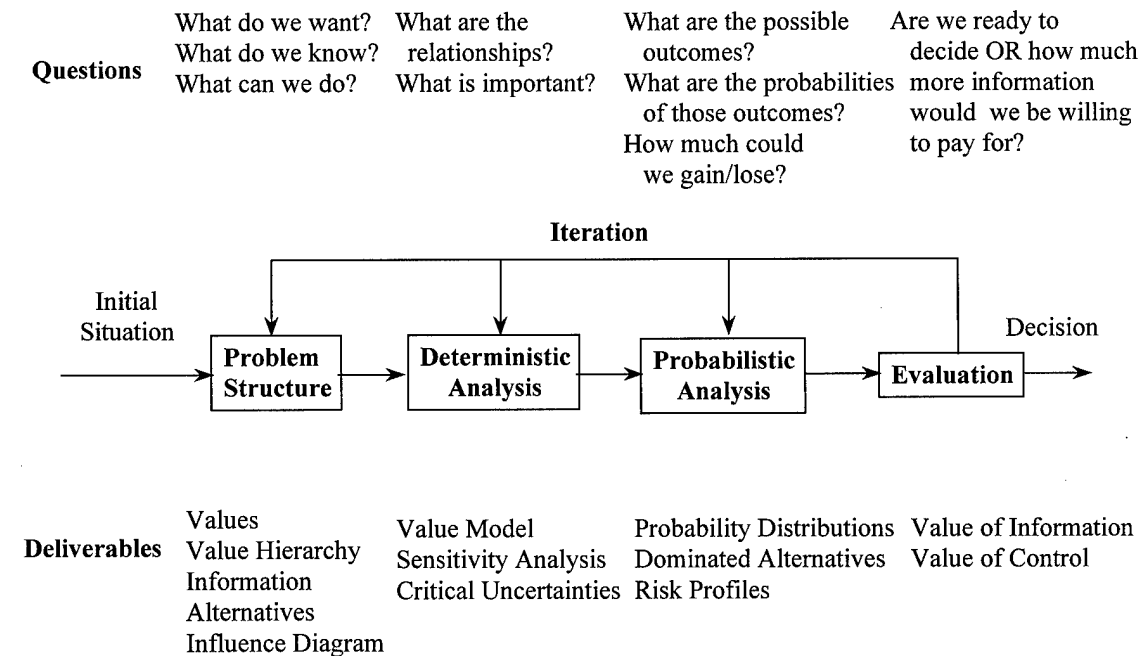 Questions
What do we want?
What do we know?
What can we do?
What are the
relationships?
What is important?
What are the possible
outcomes?
What are the probabilities
of those outcomes?
How much could
we gain/lose?
Are we ready to
decide OR how much
more information
would we be willing
to pay for?
Iteration
Initial
Situation
Problem
Structure
Deterministic
Analysis
Probabilistic
Analysis
Evaluation
Decision
Deliverables
Values
Value Hierarchy
Information
Alternatives
Influence Diagram
Value Model
Sensitivity Analysis
Critical Uncertainties
Probability Distributions
Dominated Alternatives
Risk Profiles
Value of Information
Value of Control